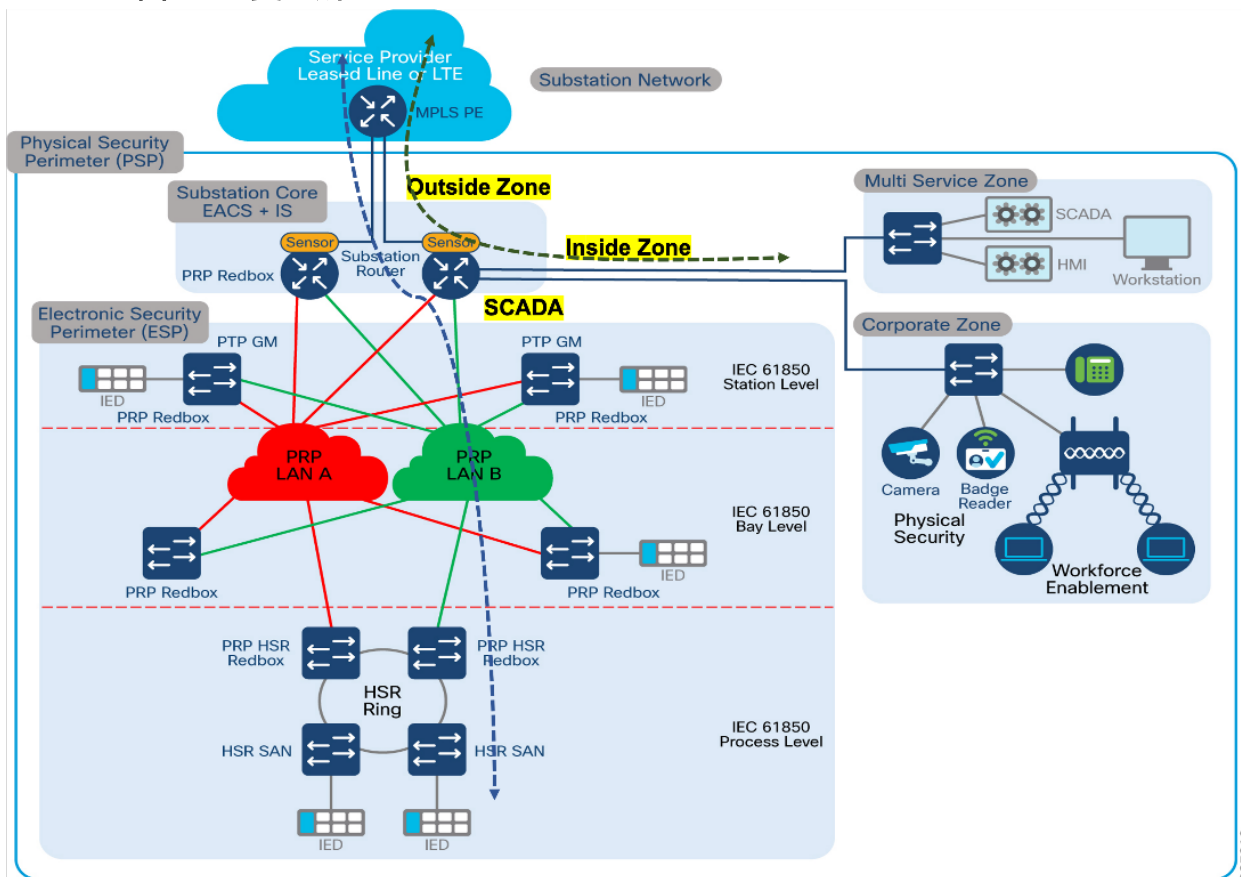 Service Provider
Leased Line or LTE
MPLS PE
Substation Network
Physical Security
Perimeter (PSP)
Substation Core
EACS + IS
Outside Zone
Multi Service Zone
SCADA
HMI
Workstation
Sensor
Sensor
Substation
Router
PRP Redbox
Inside Zone
SCADA
Electronic Security
Perimeter (ESP)
Corporate Zone
PTP GM
PTP GM
IED
IED
PRP Redbox
PRP Redbox
IEC 61850
Station Level
PRP
LAN A
PRP
LAN B
Camera
Badge
Reader
Physical
Security
Workforce
Enablement
IEC 61850
Bay Level
PRP Redbox
IED
PRP Redbox
PRP HSR
Redbox
PRP HSR
Redbox
HSR
Ring
HSR SAN
HSR SAN
IEC 61850
Process Level
IED
IED